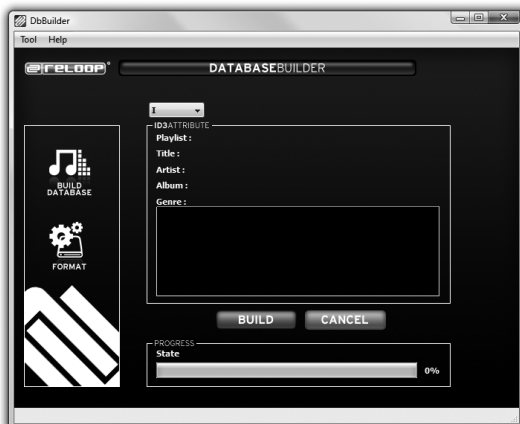 DbBuilder
Tool Help
RELOOP
DATABASEBUILDER
I
ID3ATTRIBUTE
Playlist :
Title :
Artist :
Album :
Genre :
BUILD
DATABASE
FORMAT
BUILD CANCEL
PROGRESS
State
0%